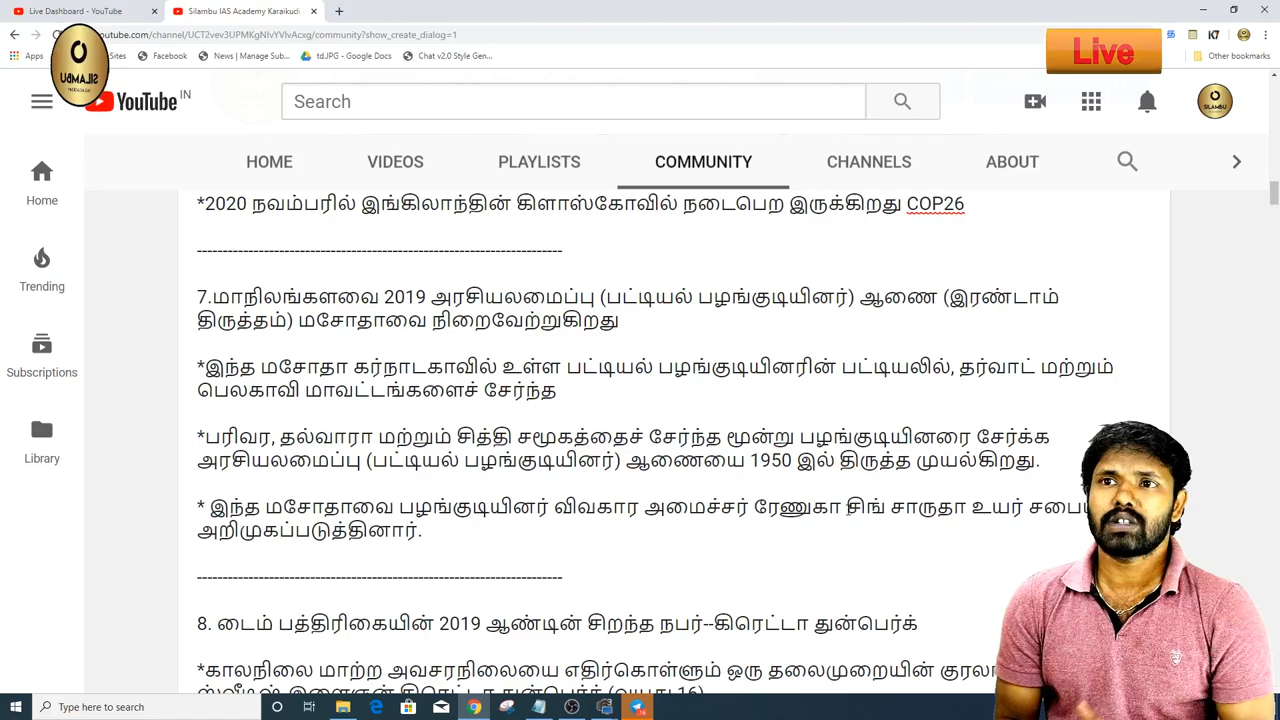 Live Dashboard - YouTube
Silambu IAS Academy Karaikudi
youtube.com/channel/UCT2vev3UPMKgNIvYVIvAcxg/community?show_create_dialog=1
Apps
Sites
Facebook
News | Manage Sub...
tdJPG - Google Docs
Chat v2.0 Style Gen...
Other bookmarks
Live
SILAMBU
YouTube IN
Search
SILAMBU
HOME
VIDEOS
PLAYLISTS
COMMUNITY
CHANNELS
ABOUT
Home
Trending
Subscriptions
Library
*2020 நவம்பரில் இங்கிலாந்தின் கிளாஸ்கோவில் நடைபெற இருக்கிறது COP26
----------------------------------------------------------------------
7.மாநிலங்களவை 2019 அரசியலமைப்பு (பட்டியல் பழங்குடியினர்) ஆணை (இரண்டாம்
திருத்தம்) மசோதாவை நிறைவேற்றுகிறது
*இந்த மசோதா கர்நாடகாவில் உள்ள பட்டியல் பழங்குடியினரின் பட்டியலில், தர்வாட் மற்றும்
பெலகாவி மாவட்டங்களைச் சேர்ந்த
*பரிவர, தல்வாரா மற்றும் சித்தி சமூகத்தைச் சேர்ந்த மூன்று பழங்குடியினரை சேர்க்க
அரசியலமைப்பு (பட்டியல் பழங்குடியினர்) ஆணையை 1950 இல் திருத்த முயல்கிறது.
* இந்த மசோதாவை பழங்குடியினர் விவகார அமைச்சர் ரேணுகா சிங் சாருதா உயர்
அறிமுகப்படுத்தினார்.
----------------------------------------------------------------------
8. டைம் பத்திரிகையின் 2019 ஆண்டின் சிறந்த நபர்--கிரெட்டா துன்பெர்க்
*காலநிலை மாற்ற அவசரநிலையை எதிர்கொள்ளும் ஒரு தலைமுறையின்
Type here to search